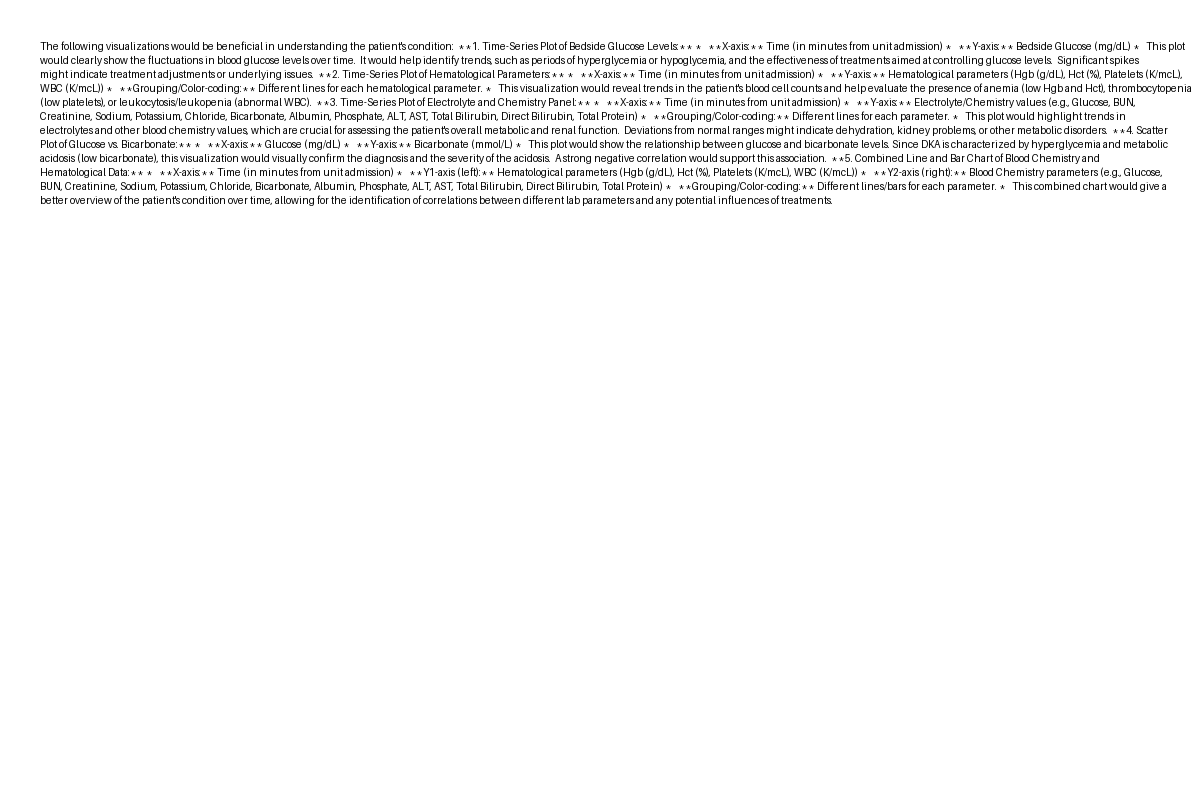 The following visualizations would be beneficial in understanding the patient's condition:  **1. Time-Series Plot of Bedside Glucose Levels:** *   **X-axis:** Time (in minutes from unit admission) *   **Y-axis:** Bedside Glucose (mg/dL) *   This plot
would clearly show the fluctuations in blood glucose levels over time.  It would help identify trends, such as periods of hyperglycemia or hypoglycemia, and the effectiveness of treatments aimed at controlling glucose levels.  Significant spikes
might indicate treatment adjustments or underlying issues.  **2. Time-Series Plot of Hematological Parameters:** *   **X-axis:** Time (in minutes from unit admission) *   **Y-axis:** Hematological parameters (Hgb (g/dL), Hct (%), Platelets (K/mcL),
WBC (K/mcL)) *   **Grouping/Color-coding:** Different lines for each hematological parameter. *   This visualization would reveal trends in the patient's blood cell counts and help evaluate the presence of anemia (low Hgb and Hct), thrombocytopenia
(low platelets), or leukocytosis/leukopenia (abnormal WBC).  **3. Time-Series Plot of Electrolyte and Chemistry Panel:** *   **X-axis:** Time (in minutes from unit admission) *   **Y-axis:** Electrolyte/Chemistry values (e.g., Glucose, BUN,
Creatinine, Sodium, Potassium, Chloride, Bicarbonate, Albumin, Phosphate, ALT, AST, Total Bilirubin, Direct Bilirubin, Total Protein) *   **Grouping/Color-coding:** Different lines for each parameter. *   This plot would highlight trends in
electrolytes and other blood chemistry values, which are crucial for assessing the patient's overall metabolic and renal function.  Deviations from normal ranges might indicate dehydration, kidney problems, or other metabolic disorders.  **4. Scatter
Plot of Glucose vs. Bicarbonate:** *   **X-axis:** Glucose (mg/dL) *   **Y-axis:** Bicarbonate (mmol/L) *   This plot would show the relationship between glucose and bicarbonate levels. Since DKA is characterized by hyperglycemia and metabolic
acidosis (low bicarbonate), this visualization would visually confirm the diagnosis and the severity of the acidosis.  A strong negative correlation would support this association.  **5. Combined Line and Bar Chart of Blood Chemistry and
Hematological Data:** *   **X-axis:** Time (in minutes from unit admission) *   **Y1-axis (left):** Hematological parameters (Hgb (g/dL), Hct (%), Platelets (K/mcL), WBC (K/mcL)) *   **Y2-axis (right):** Blood Chemistry parameters (e.g., Glucose,
BUN, Creatinine, Sodium, Potassium, Chloride, Bicarbonate, Albumin, Phosphate, ALT, AST, Total Bilirubin, Direct Bilirubin, Total Protein) *   **Grouping/Color-coding:** Different lines/bars for each parameter. *   This combined chart would give a
better overview of the patient's condition over time, allowing for the identification of correlations between different lab parameters and any potential influences of treatments.